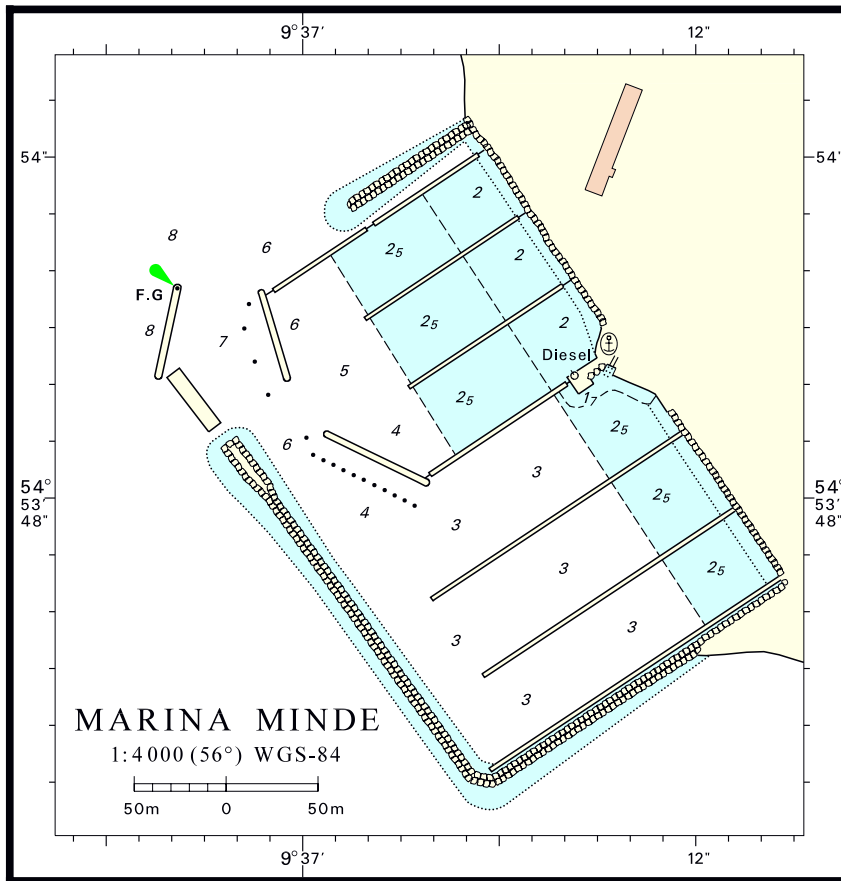 9°37' 12"
54" 54'
2
8 6 2₅ 2
F.G
8 7 6 2₅ 2
Diesel
5 2₅ 1₇
6 4 2₅
3
54° 54°
53' 53'
48" 48"
4 3 2₅
3 2₅
3 3
3
MARINA MINDE
1:4000 (56°) WGS-84
50m 0 50m
9°37' 12"